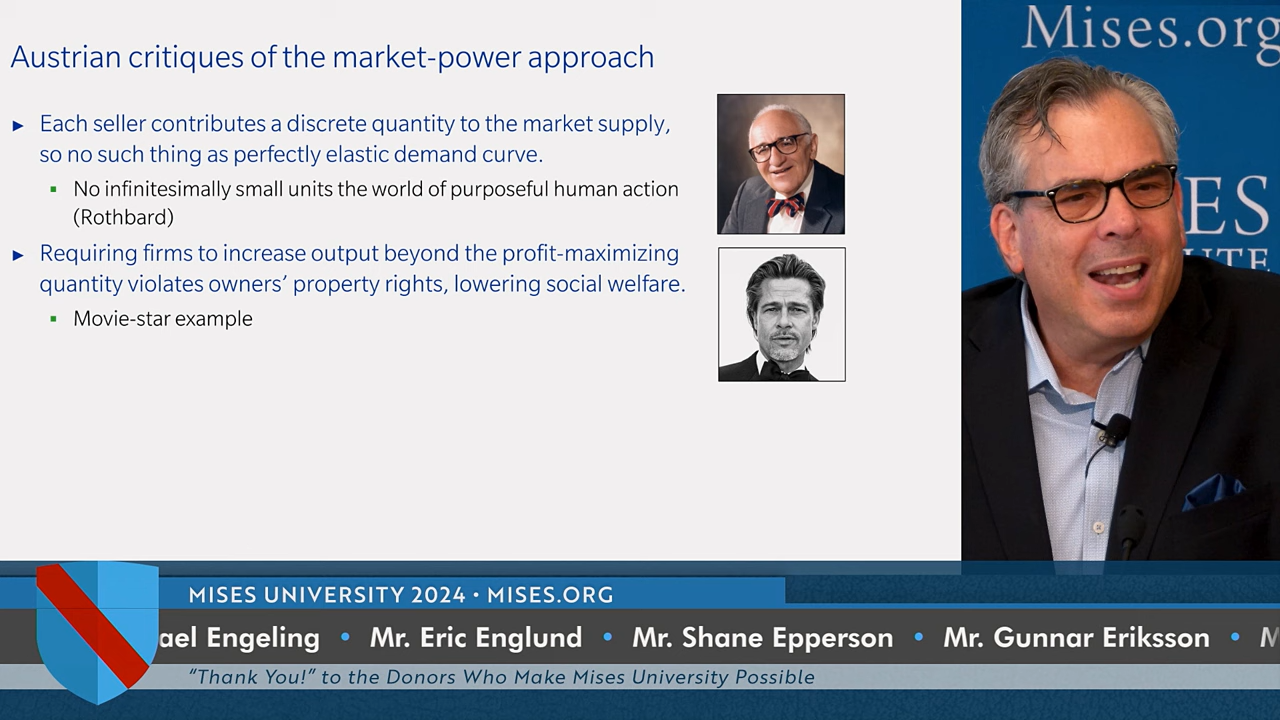 Austrian critiques of the market-power approach
► Each seller contributes a discrete quantity to the market supply,
so no such thing as perfectly elastic demand curve.
▪ No infinitesimally small units the world of purposeful human action
(Rothbard)
► Requiring firms to increase output beyond the profit-maximizing
quantity violates owners’ property rights, lowering social welfare.
▪ Movie-star example
Mises.org
ES
UTE
MISES UNIVERSITY 2024 • MISES.ORG
ael Engeling • Mr. Eric Englund • Mr. Shane Epperson • Mr. Gunnar Eriksson • M
“Thank You!” to the Donors Who Make Mises University Possible